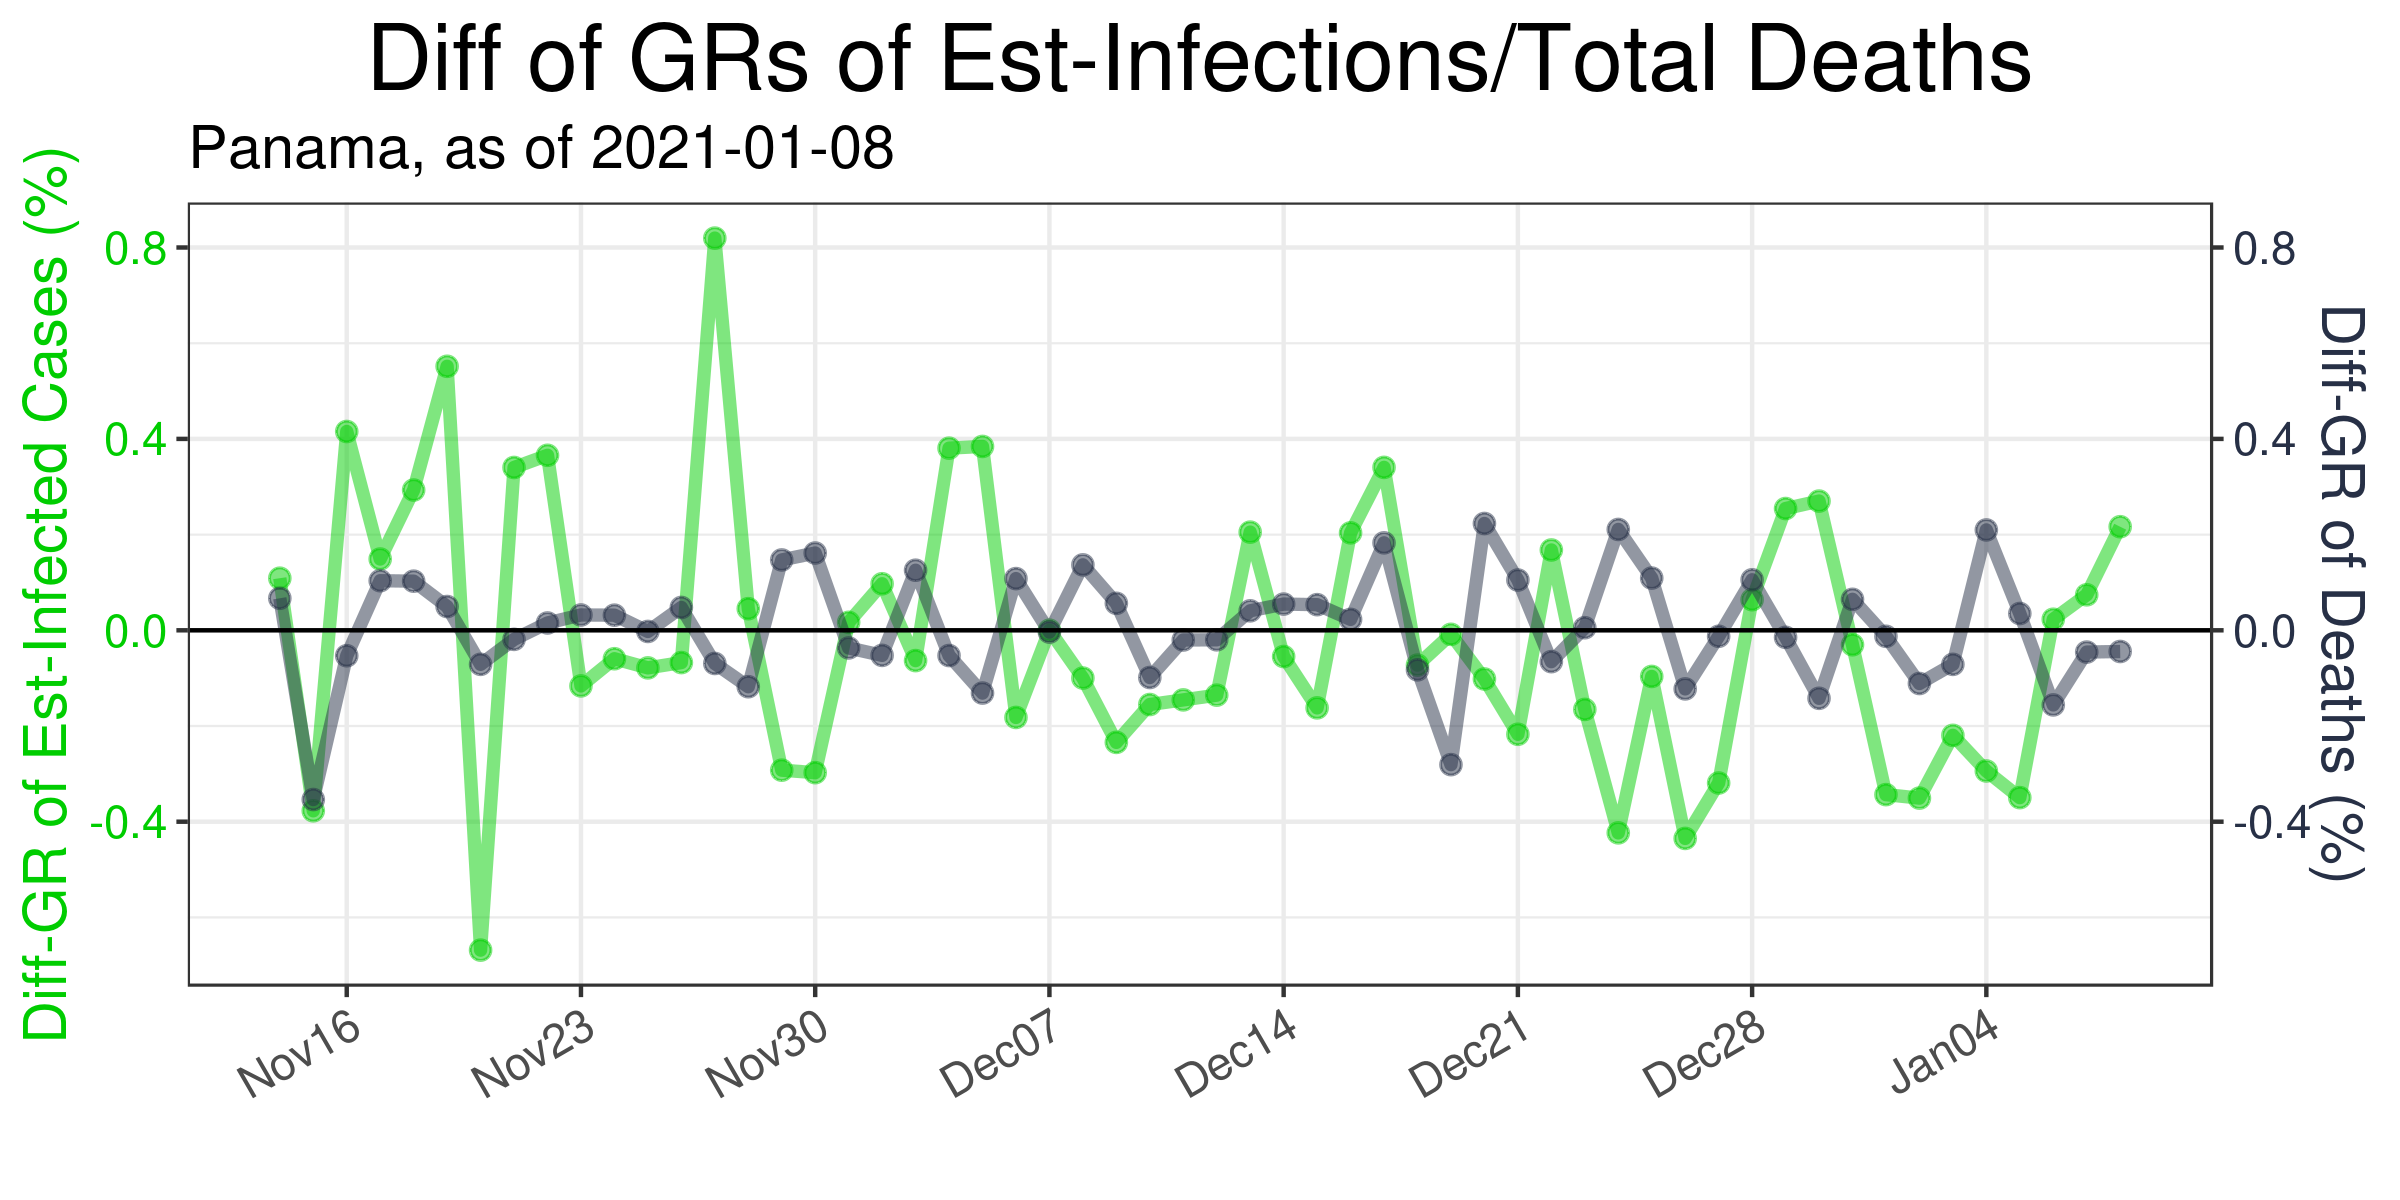 Diff of GRs of Est-Infections/Total Deaths
Panama, as of 2021-01-08
Diff-GR of Est-Infected Cases (%)
0.8
0.4
0.0
-0.4
0.8
0.4
0.0
-0.4
Diff-GR of Deaths (%)
Nov16
Nov23
Nov30
Dec07
Dec14
Dec21
Dec28
Jan04